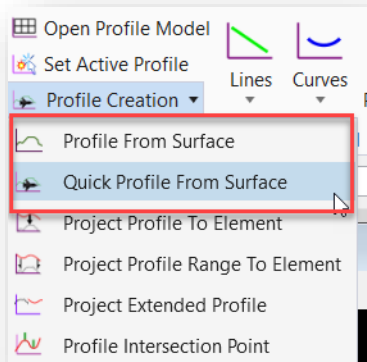 Open Profile Model
Set Active Profile
Profile Creation
Lines
Curves
Profile From Surface
Quick Profile From Surface
Project Profile To Element
Project Profile Range To Element
Project Extended Profile
Profile Intersection Point